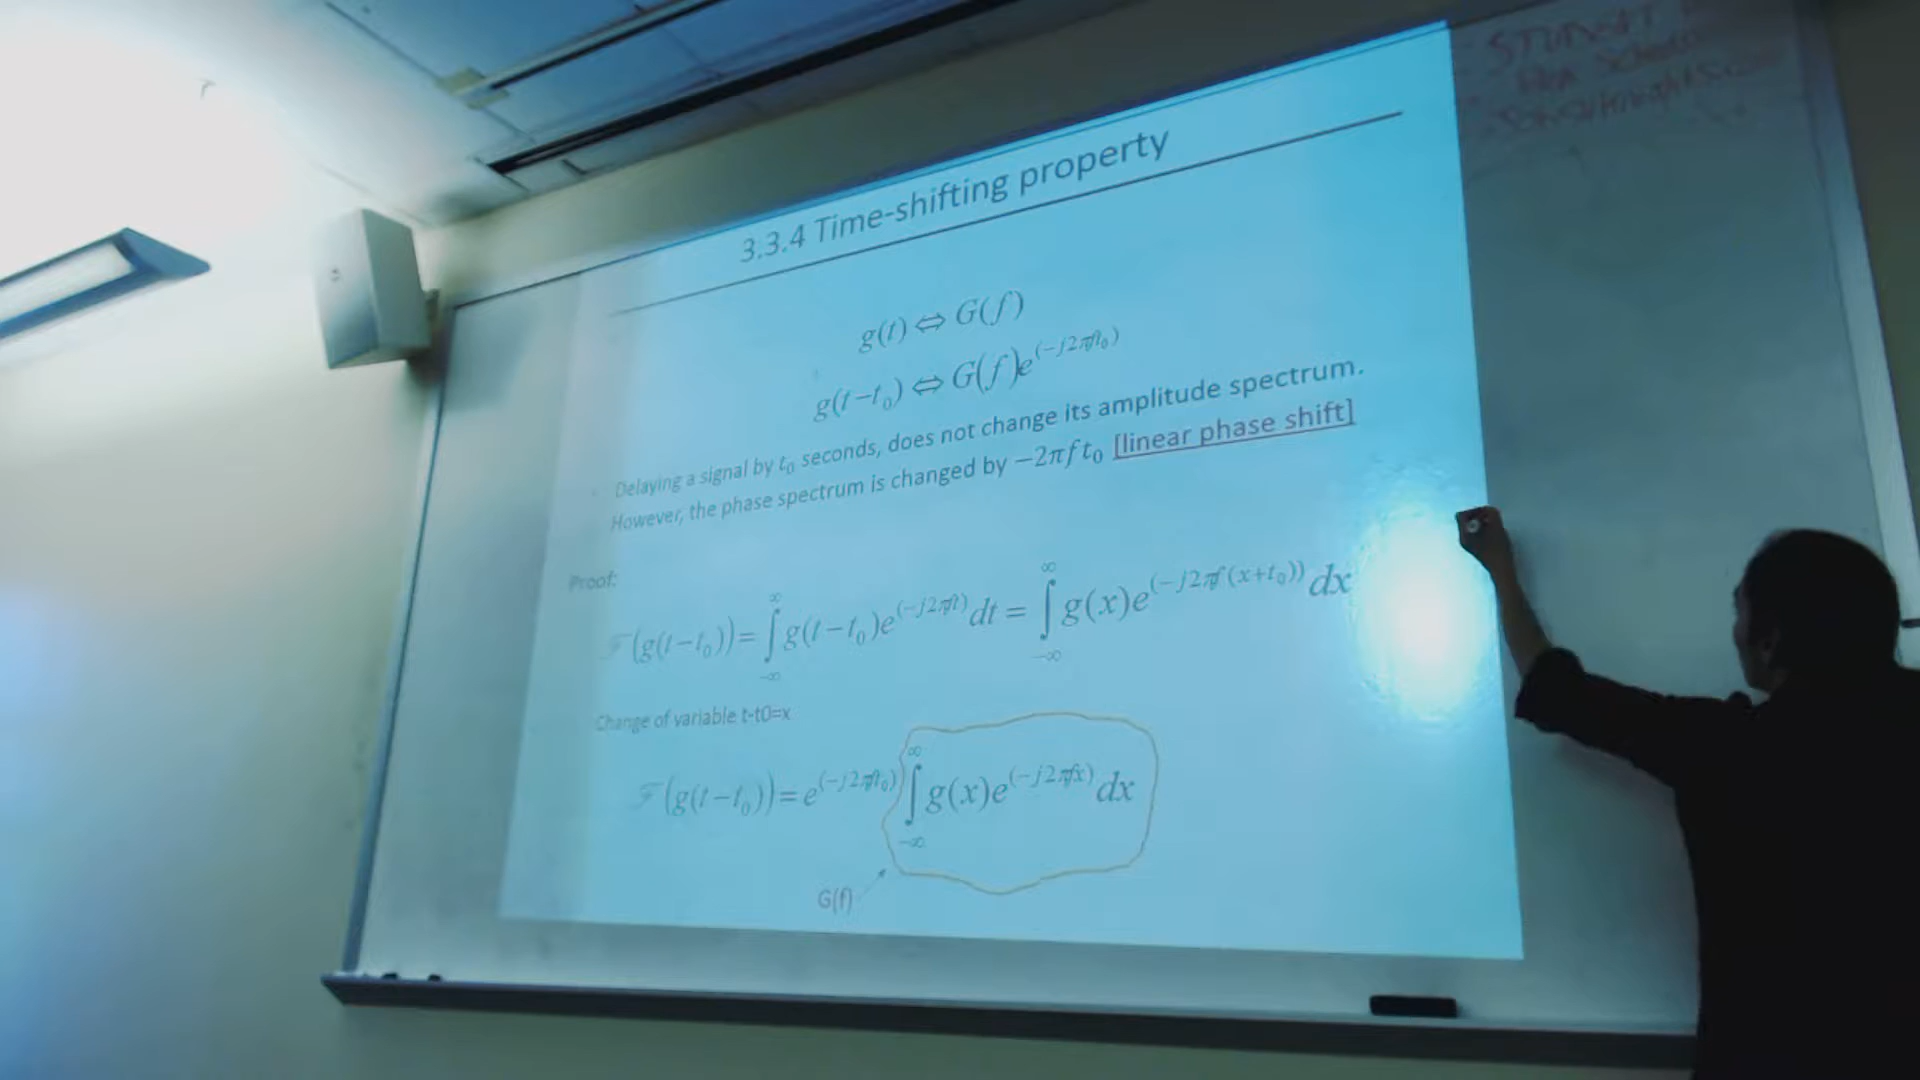 3.3.4 Time-shifting property
g(t) ⇔ G(f)
g(t−t₀) ⇔ G(f)e^(−j2πft₀)
Delaying a signal by t₀ seconds, does not change its amplitude spectrum.
However, the phase spectrum is changed by −2πft₀ [linear phase shift]
Proof:
ℱ(g(t−t₀))=∫_{−∞}^{∞} g(t−t₀)e^(−j2πft) dt = ∫_{−∞}^{∞} g(x)e^(−j2πf(x+t₀)) dx
Change of variable t-t0=x
ℱ(g(t−t₀))=e^(−j2πft₀) ∫_{−∞}^{∞} g(x)e^(−j2πfx) dx
G(f)
STUDENT